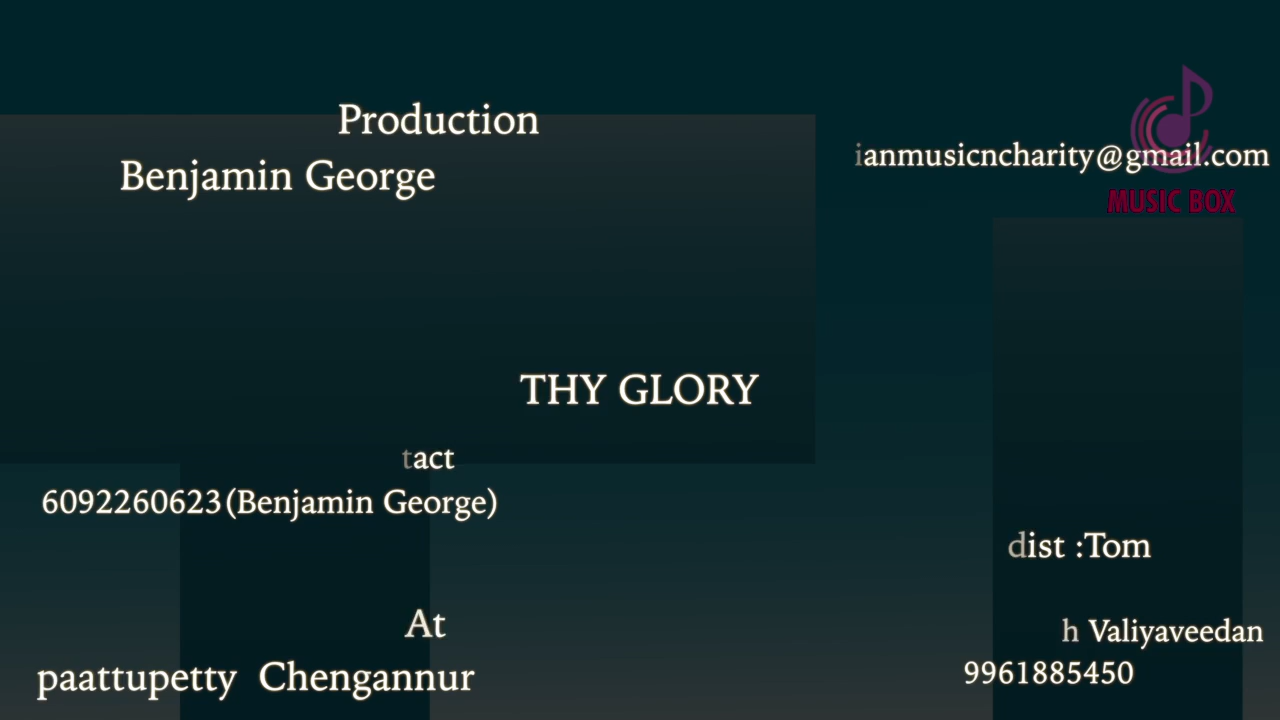 Production
Benjamin George
ianmusicncharity@gmail.com
MUSIC BOX
THY GLORY
tact
6092260623(Benjamin George)
dist :Tom
At
h Valiyaveedan
paattupetty Chengannur
9961885450